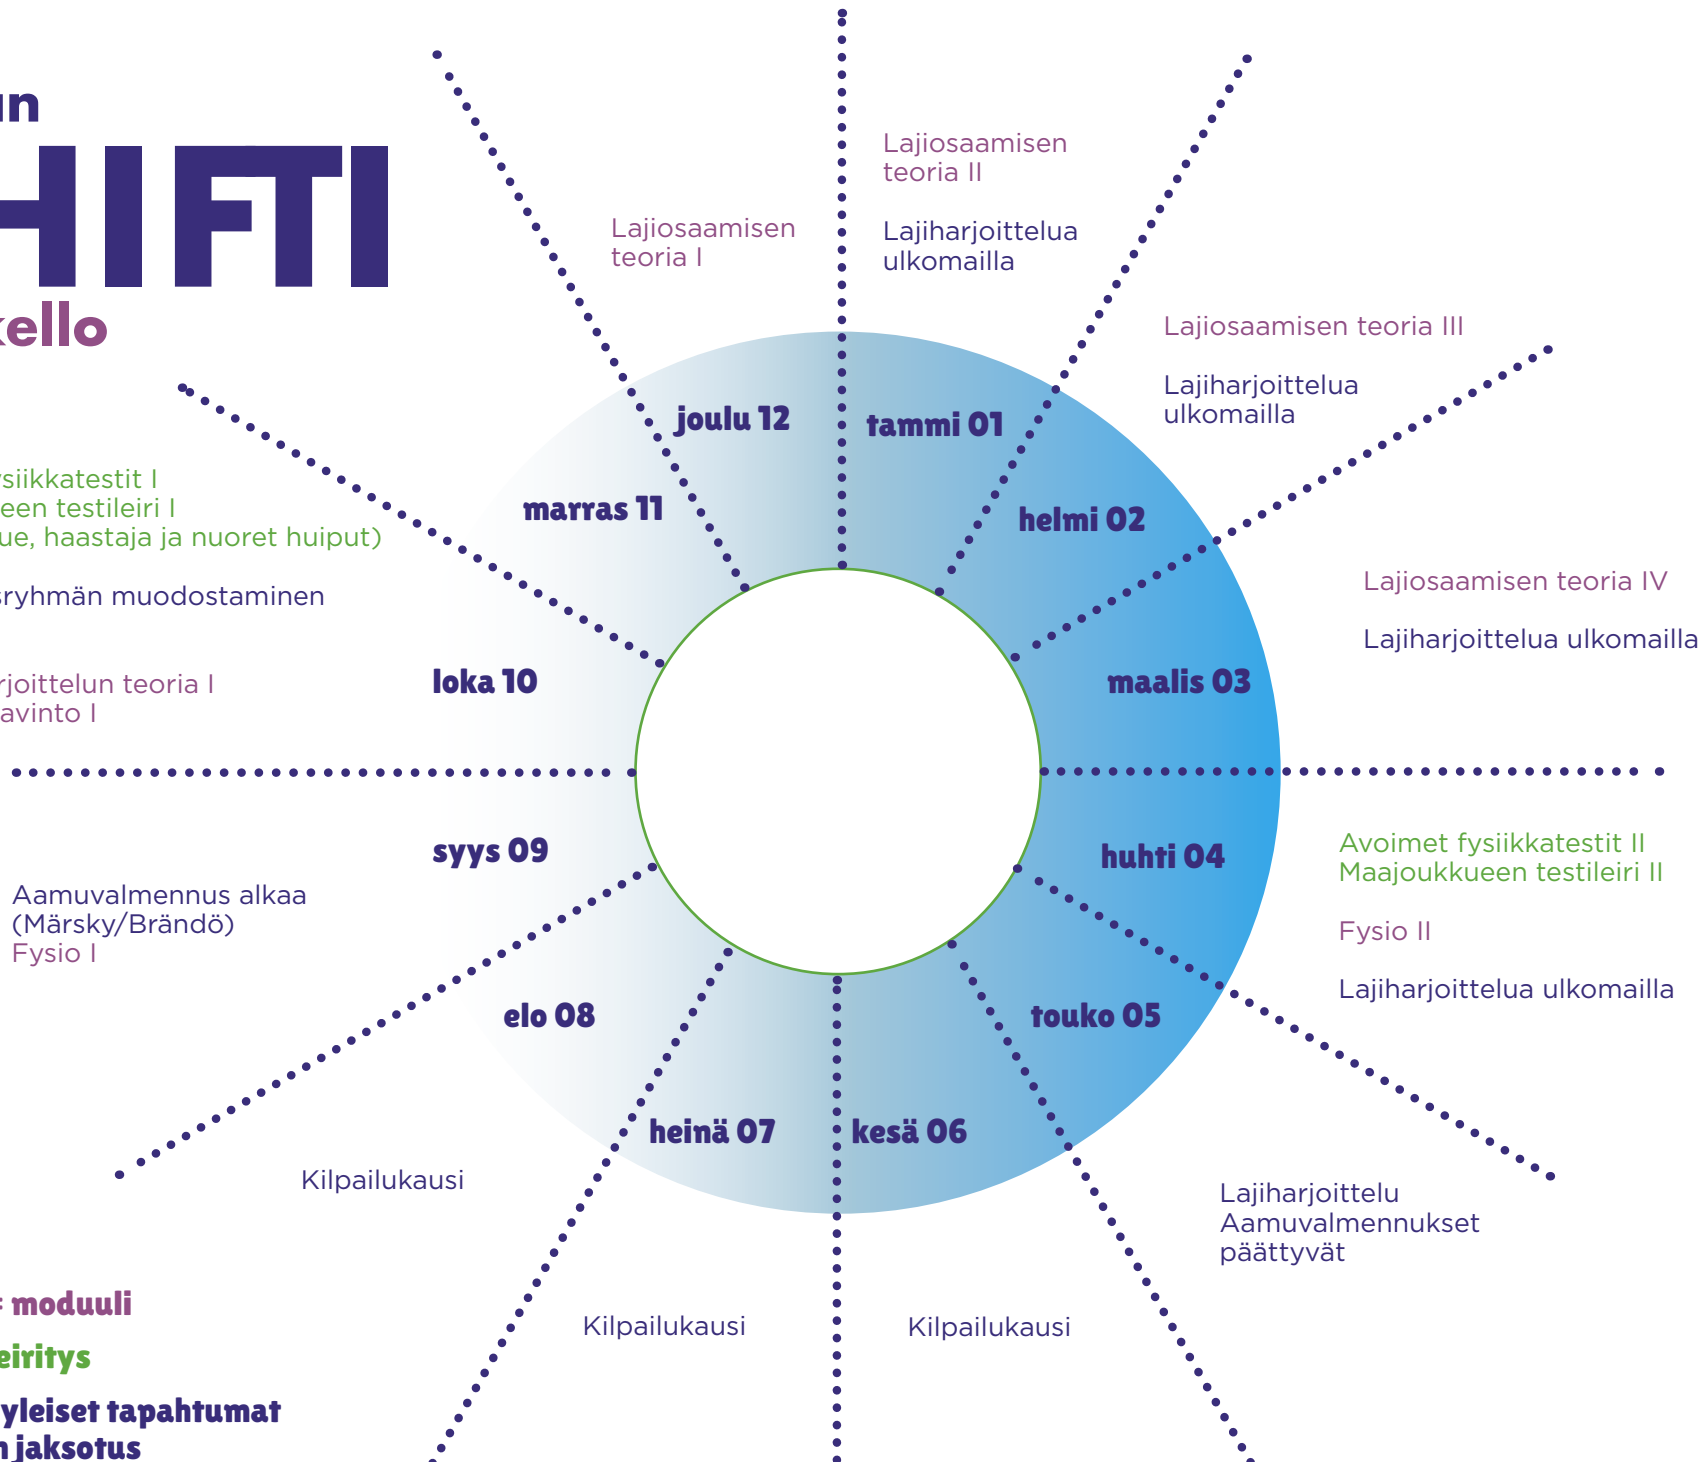 HIFTI
kello
Lajiosaamisen
teoria I
Lajiosaamisen
teoria II
Lajiharjoittelua
ulkomailla
Lajiosaamisen teoria III
Lajiharjoittelua
ulkomailla
Lajiosaamisen teoria IV
Lajiharjoittelua ulkomailla
Avoimet fysiikkatestit II
Maajoukkueen testileiri II
Fysio II
Lajiharjoittelua ulkomailla
Lajiharjoittelu
Aamuvalmennukset
päättyvät
Kilpailukausi
Kilpailukausi
Kilpailukausi
Aamuvalmennus alkaa
(Märsky/Brändö)
Fysio I
ysiikkatestit I
een testileiri I
ue, haastaja ja nuoret huiput)
sryhmän muodostaminen
rjoittelun teoria I
avinto I
joulu 12
tammi 01
marras 11
helmi 02
loka 10
maalis 03
syys 09
huhti 04
elo 08
touko 05
heinä 07
kesä 06
= moduuli
eiritys
yleiset tapahtumat
n jaksotus